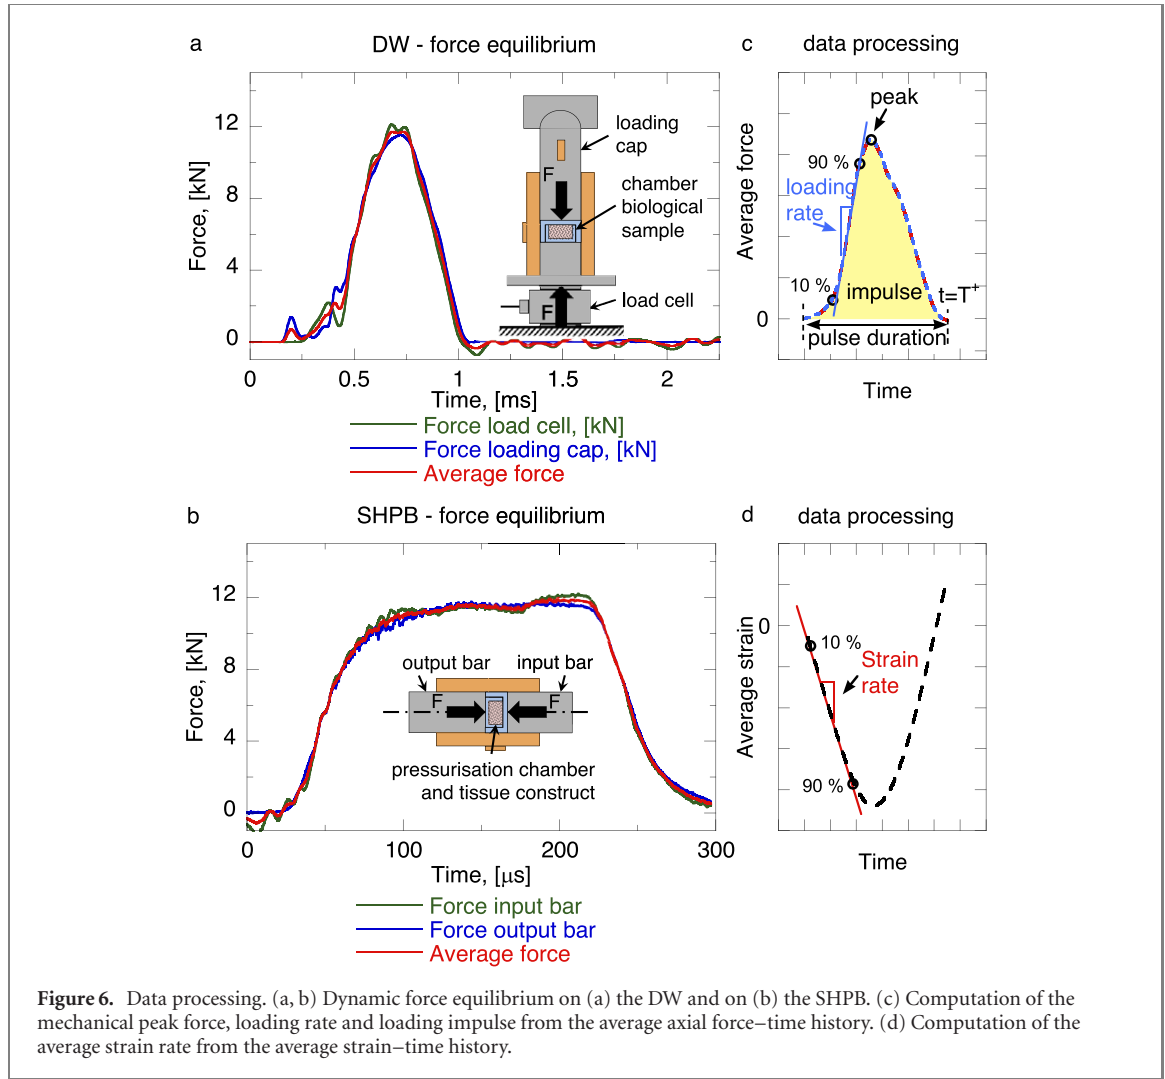 a
DW - force equilibrium
Force, [kN]
12
8
4
0
0
0.5
1
1.5
2
Time, [ms]
loading
cap
F
chamber
biological
sample
load cell
F
Force load cell, [kN]
Force loading cap, [kN]
Average force
c
data processing
Average force
peak
90 %
loading
rate
10 %
impulse
t=T+
0
pulse duration
Time
b
SHPB - force equilibrium
Force, [kN]
12
8
4
0
0
100
200
300
Time, [μs]
output bar
input bar
F
F
pressurisation chamber
and tissue construct
Force input bar
Force output bar
Average force
d
data processing
Average strain
0
10 %
Strain
rate
90 %
Time
Figure 6. Data processing. (a, b) Dynamic force equilibrium on (a) the DW and on (b) the SHPB. (c) Computation of the
mechanical peak force, loading rate and loading impulse from the average axial force–time history. (d) Computation of the
average strain rate from the average strain–time history.